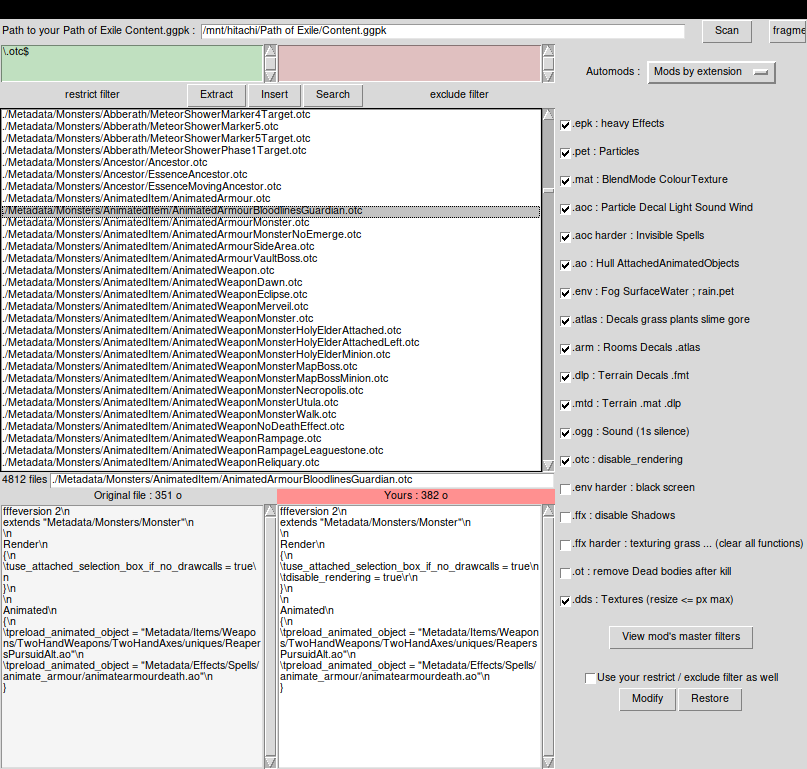 Path to your Path of Exile Content.ggpk : /mnt/hitachi/Path of Exile/Content.ggpk Scan fragme
\.otc$
Automods : Mods by extension
restrict filter Extract Insert Search exclude filter
./Metadata/Monsters/Abberath/MeteorShowerMarker4Target.otc
./Metadata/Monsters/Abberath/MeteorShowerMarker5.otc
./Metadata/Monsters/Abberath/MeteorShowerMarker5Target.otc
./Metadata/Monsters/Abberath/MeteorShowerPhase1Target.otc
./Metadata/Monsters/Ancestor/Ancestor.otc
./Metadata/Monsters/Ancestor/EssenceAncestor.otc
./Metadata/Monsters/Ancestor/EssenceMovingAncestor.otc
./Metadata/Monsters/AnimatedItem/AnimatedArmour.otc
./Metadata/Monsters/AnimatedItem/AnimatedArmourBloodlinesGuardian.otc
./Metadata/Monsters/AnimatedItem/AnimatedArmourMonster.otc
./Metadata/Monsters/AnimatedItem/AnimatedArmourMonsterNoEmerge.otc
./Metadata/Monsters/AnimatedItem/AnimatedArmourSideArea.otc
./Metadata/Monsters/AnimatedItem/AnimatedArmourVaultBoss.otc
./Metadata/Monsters/AnimatedItem/AnimatedWeapon.otc
./Metadata/Monsters/AnimatedItem/AnimatedWeaponDawn.otc
./Metadata/Monsters/AnimatedItem/AnimatedWeaponEclipse.otc
./Metadata/Monsters/AnimatedItem/AnimatedWeaponMerveil.otc
./Metadata/Monsters/AnimatedItem/AnimatedWeaponMonster.otc
./Metadata/Monsters/AnimatedItem/AnimatedWeaponMonsterHolyElderAttached.otc
./Metadata/Monsters/AnimatedItem/AnimatedWeaponMonsterHolyElderAttachedLeft.otc
./Metadata/Monsters/AnimatedItem/AnimatedWeaponMonsterHolyElderMinion.otc
./Metadata/Monsters/AnimatedItem/AnimatedWeaponMonsterMapBoss.otc
./Metadata/Monsters/AnimatedItem/AnimatedWeaponMonsterMapBossMinion.otc
./Metadata/Monsters/AnimatedItem/AnimatedWeaponMonsterNecropolis.otc
./Metadata/Monsters/AnimatedItem/AnimatedWeaponMonsterUtula.otc
./Metadata/Monsters/AnimatedItem/AnimatedWeaponMonsterWalk.otc
./Metadata/Monsters/AnimatedItem/AnimatedWeaponNoDeathEffect.otc
./Metadata/Monsters/AnimatedItem/AnimatedWeaponRampage.otc
./Metadata/Monsters/AnimatedItem/AnimatedWeaponRampageLeaguestone.otc
./Metadata/Monsters/AnimatedItem/AnimatedWeaponReliquary.otc
4812 files ./Metadata/Monsters/AnimatedItem/AnimatedArmourBloodlinesGuardian.otc
Original file : 351 o
fffeversion 2\n
extends "Metadata/Monsters/Monster"\n
\n
Render\n
{\n
\tuse_attached_selection_box_if_no_drawcalls = true\
n
}\n
\n
Animated\n
{\n
\tpreload_animated_object = "Metadata/Items/Weapo
ns/TwoHandWeapons/TwoHandAxes/uniques/Reaper
sPursuidAlt.ao"\n
\tpreload_animated_object = "Metadata/Effects/Spells/
animate_armour/animatearmourdeath.ao"\n
}
Yours : 382 o
fffeversion 2\n
extends "Metadata/Monsters/Monster"\n
\n
Render\n
{\n
\tuse_attached_selection_box_if_no_drawcalls = true\n
\tdisable_rendering = true\r\n
}\n
\n
Animated\n
{\n
\tpreload_animated_object = "Metadata/Items/Weapon
s/TwoHandWeapons/TwoHandAxes/uniques/Reapers
PursuidAlt.ao"\n
\tpreload_animated_object = "Metadata/Effects/Spells/
animate_armour/animatearmourdeath.ao"\n
}
.epk : heavy Effects
.pet : Particles
.mat : BlendMode ColourTexture
.aoc : Particle Decal Light Sound Wind
.aoc harder : Invisible Spells
.ao : Hull AttachedAnimatedObjects
.env : Fog SurfaceWater ; rain.pet
.atlas : Decals grass plants slime gore
.arm : Rooms Decals .atlas
.dlp : Terrain Decals .fmt
.mtd : Terrain .mat .dlp
.ogg : Sound (1s silence)
.otc : disable_rendering
.env harder : black screen
.ffx : disable Shadows
.ffx harder : texturing grass ... (clear all functions)
.ot : remove Dead bodies after kill
.dds : Textures (resize <= px max)
View mod's master filters
Use your restrict / exclude filter as well
Modify Restore